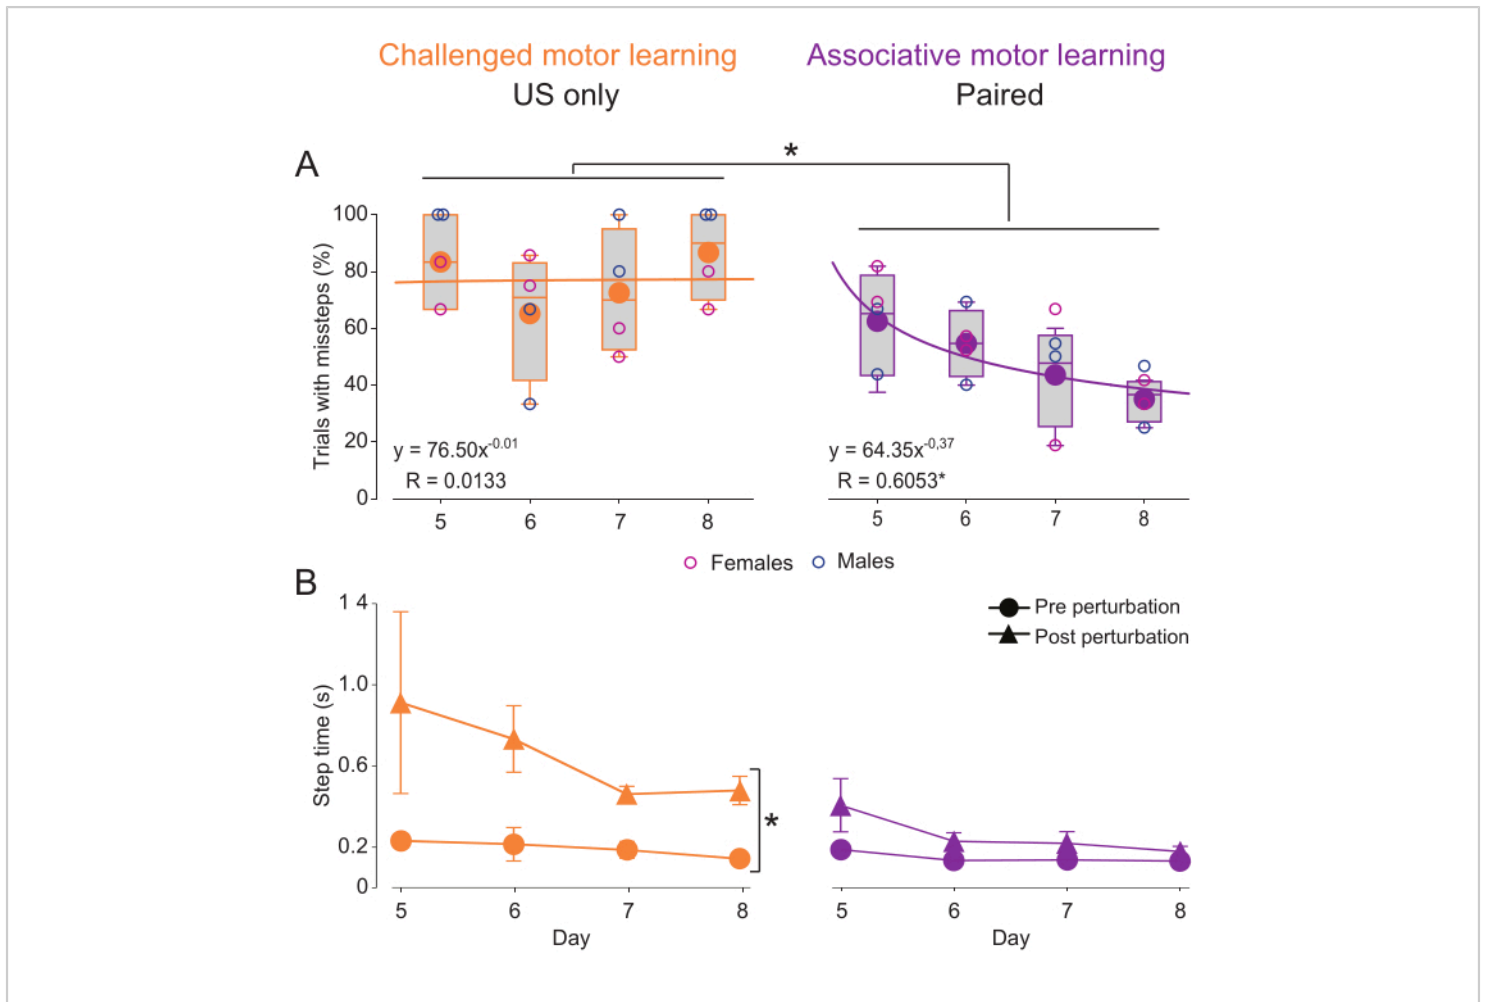 Challenged motor learning
US only
Associative motor learning
Paired
A
*
Trials with missteps (%)
100
80
60
40
20
0
y = 76.50x-0.01
R = 0.0133
5 6 7 8
y = 64.35x-0,37
R = 0.6053*
5 6 7 8
Females Males
B
Pre perturbation
Post perturbation
Step time (s)
1 4
1.0
0.6
0.2
0
*
5 6 7 8
Day
5 6 7 8
Day